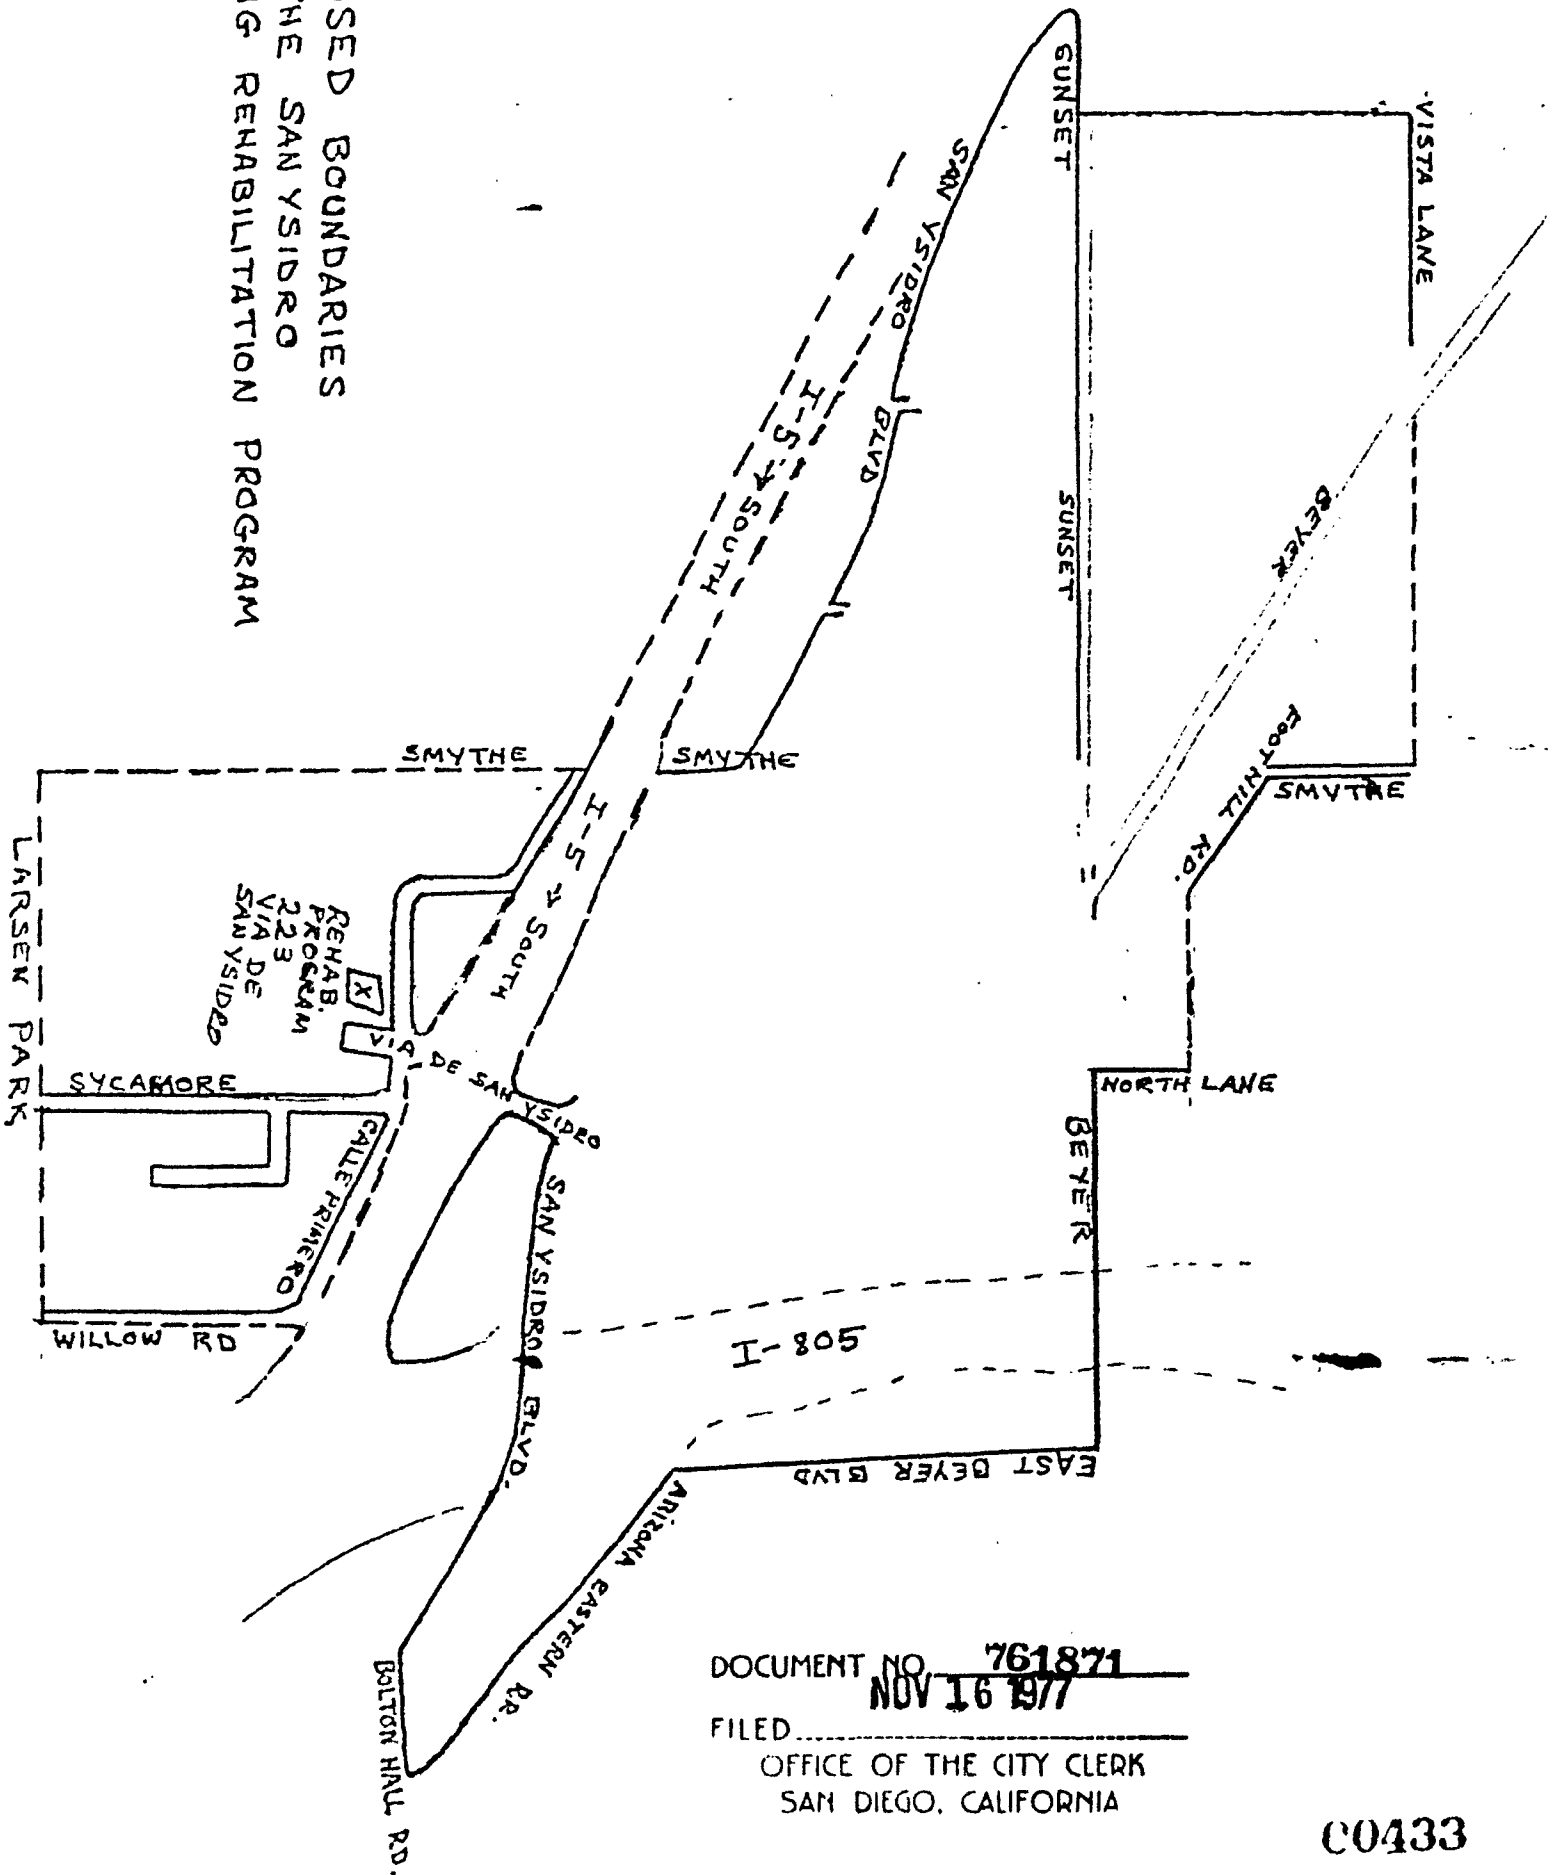 SED BOUNDARIES
HE SAN YSIDRO
G REHABILITATION PROGRAM
SUNSET
VISTA LANE
SAN YSIDRO
BLVD
I-5 → SOUTH
SUNSET
BEYER
FOOTHILL RD.
SMYTHE
SMYTHE
SMYTHE
I-5 → SOUTH
LARSEN PARK
REHAB.
PROGRAM
223
VIA DE
SAN YSIDRO
X
VIA DE SAN YSIDRO
SYCAMORE
NORTH LANE
BEYER
CALLE PRIMERO
SAN YSIDRO BLVD.
WILLOW RD
I-805
EAST BEYER BLVD
ARIZONA EASTERN R.R.
BOLTON HALL RD.
DOCUMENT NO. 761871
NOV 16 1977
FILED
OFFICE OF THE CITY CLERK
SAN DIEGO, CALIFORNIA
C0433